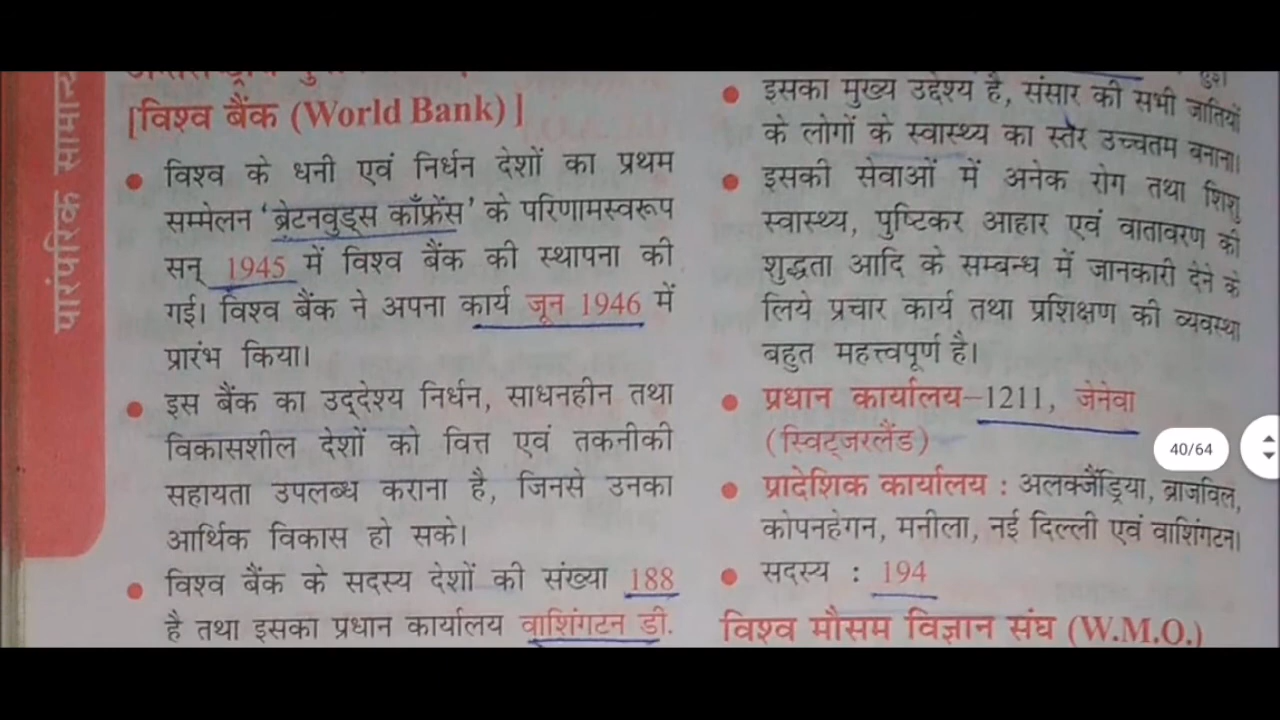 पारंपरिक सामान्य
[विश्व बैंक (World Bank) ]
• विश्व के धनी एवं निर्धन देशों का प्रथम
सम्मेलन ‘ब्रेटनवुड्स कॉंफ्रेंस’ के परिणामस्वरूप
सन् 1945 में विश्व बैंक की स्थापना की
गई। विश्व बैंक ने अपना कार्य जून 1946 में
प्रारंभ किया।
• इस बैंक का उद्देश्य निर्धन, साधनहीन तथा
विकासशील देशों को वित्त एवं तकनीकी
सहायता उपलब्ध कराना है, जिनसे उनका
आर्थिक विकास हो सके।
• विश्व बैंक के सदस्य देशों की संख्या 188
है तथा इसका प्रधान कार्यालय वाशिंगटन डी.
• इसका मुख्य उद्देश्य है, संसार की सभी जातियों
के लोगों के स्वास्थ्य का स्तर उच्चतम बनाना।
• इसकी सेवाओं में अनेक रोग तथा शिशु
स्वास्थ्य, पुष्टिकर आहार एवं वातावरण की
शुद्धता आदि के सम्बन्ध में जानकारी देने के
लिये प्रचार कार्य तथा प्रशिक्षण की व्यवस्था
बहुत महत्त्वपूर्ण है।
• प्रधान कार्यालय–1211, जेनेवा
(स्विट्जरलैंड)
• प्रादेशिक कार्यालय : अलक्जैंड्रिया, ब्राजविल,
कोपनहेगन, मनीला, नई दिल्ली एवं वाशिंगटन।
• सदस्य : 194
विश्व मौसम विज्ञान संघ (W.M.O.)
40/64